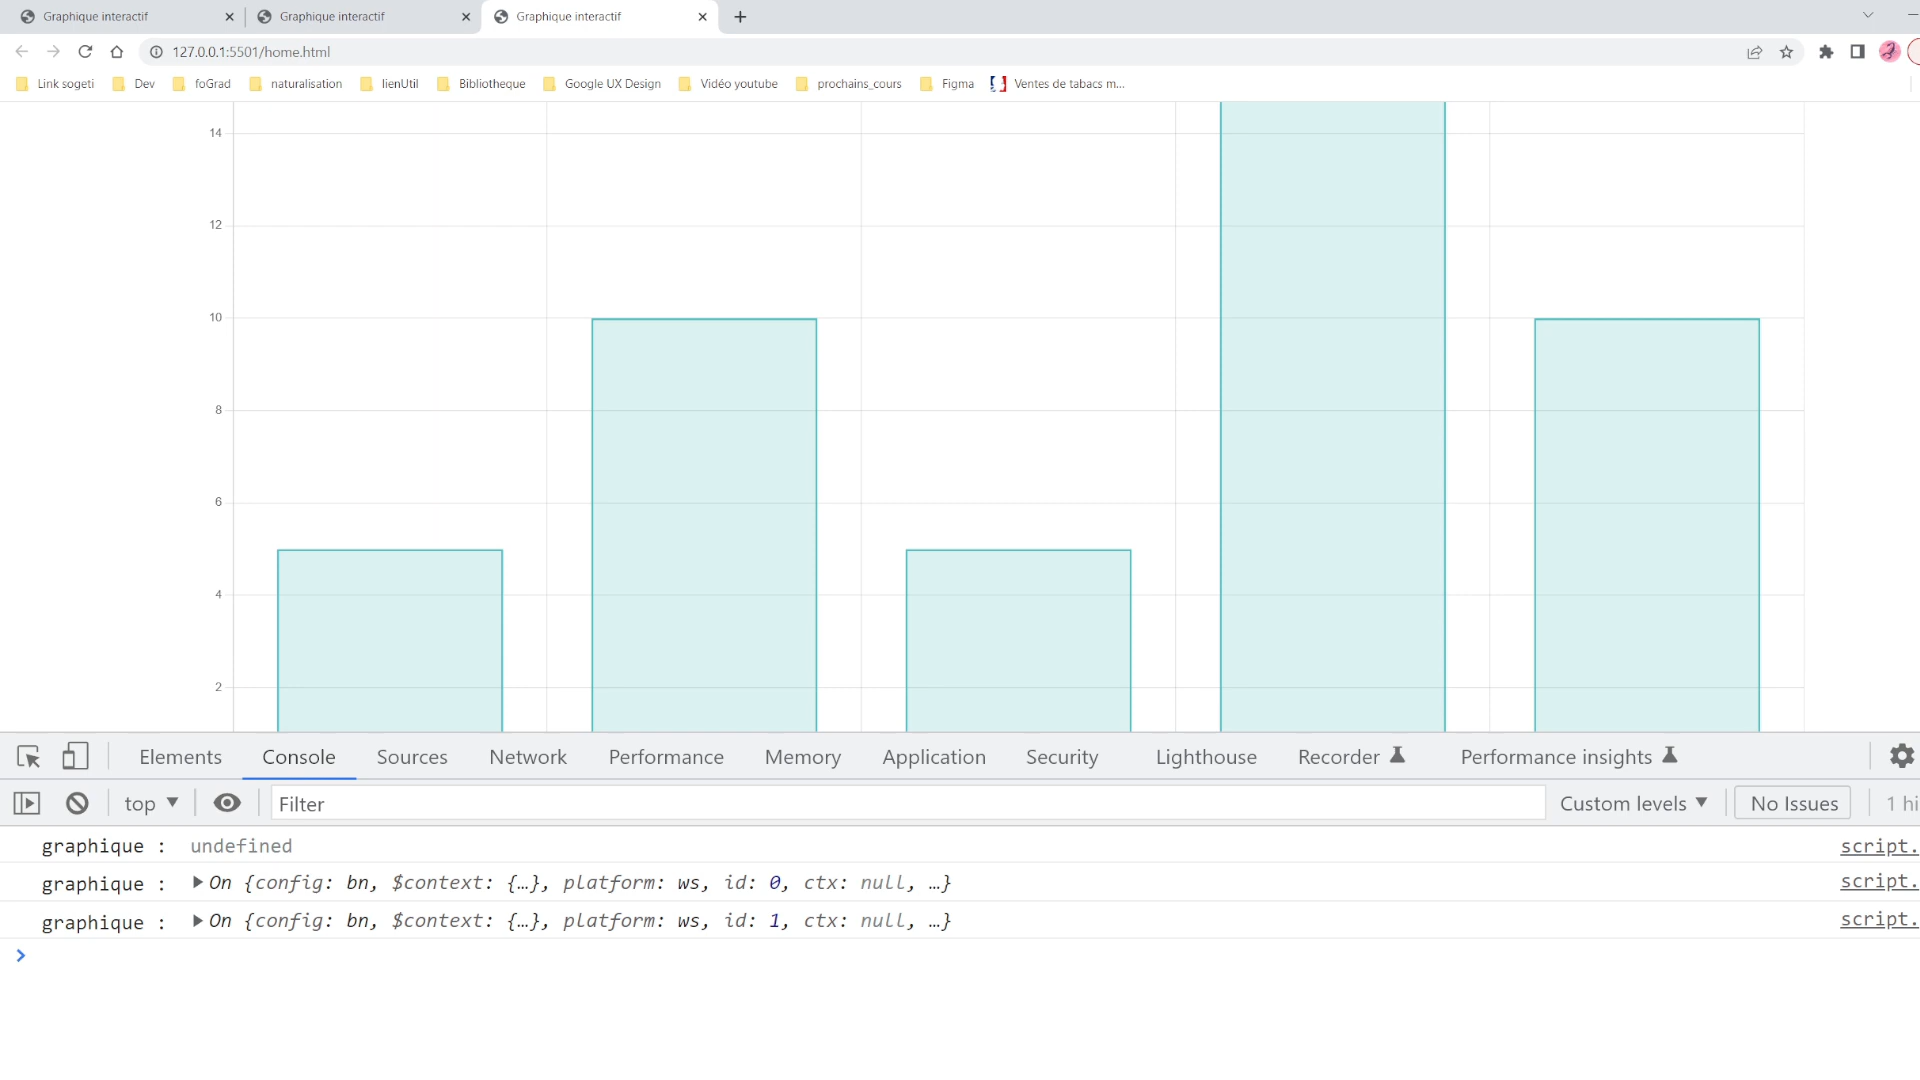 Graphique interactif
Graphique interactif
Graphique interactif
127.0.0.1:5501/home.html
Link sogeti Dev foGrad naturalisation lienUtil Bibliotheque Google UX Design Vidéo youtube prochains_cours Figma Ventes de tabacs m...
14
12
10
8
6
4
2
Elements Console Sources Network Performance Memory Application Security Lighthouse Recorder Performance insights
top Filter Custom levels No Issues 1 hi
graphique : undefined script.
graphique : On {config: bn, $context: {…}, platform: ws, id: 0, ctx: null, …} script.
graphique : On {config: bn, $context: {…}, platform: ws, id: 1, ctx: null, …} script.